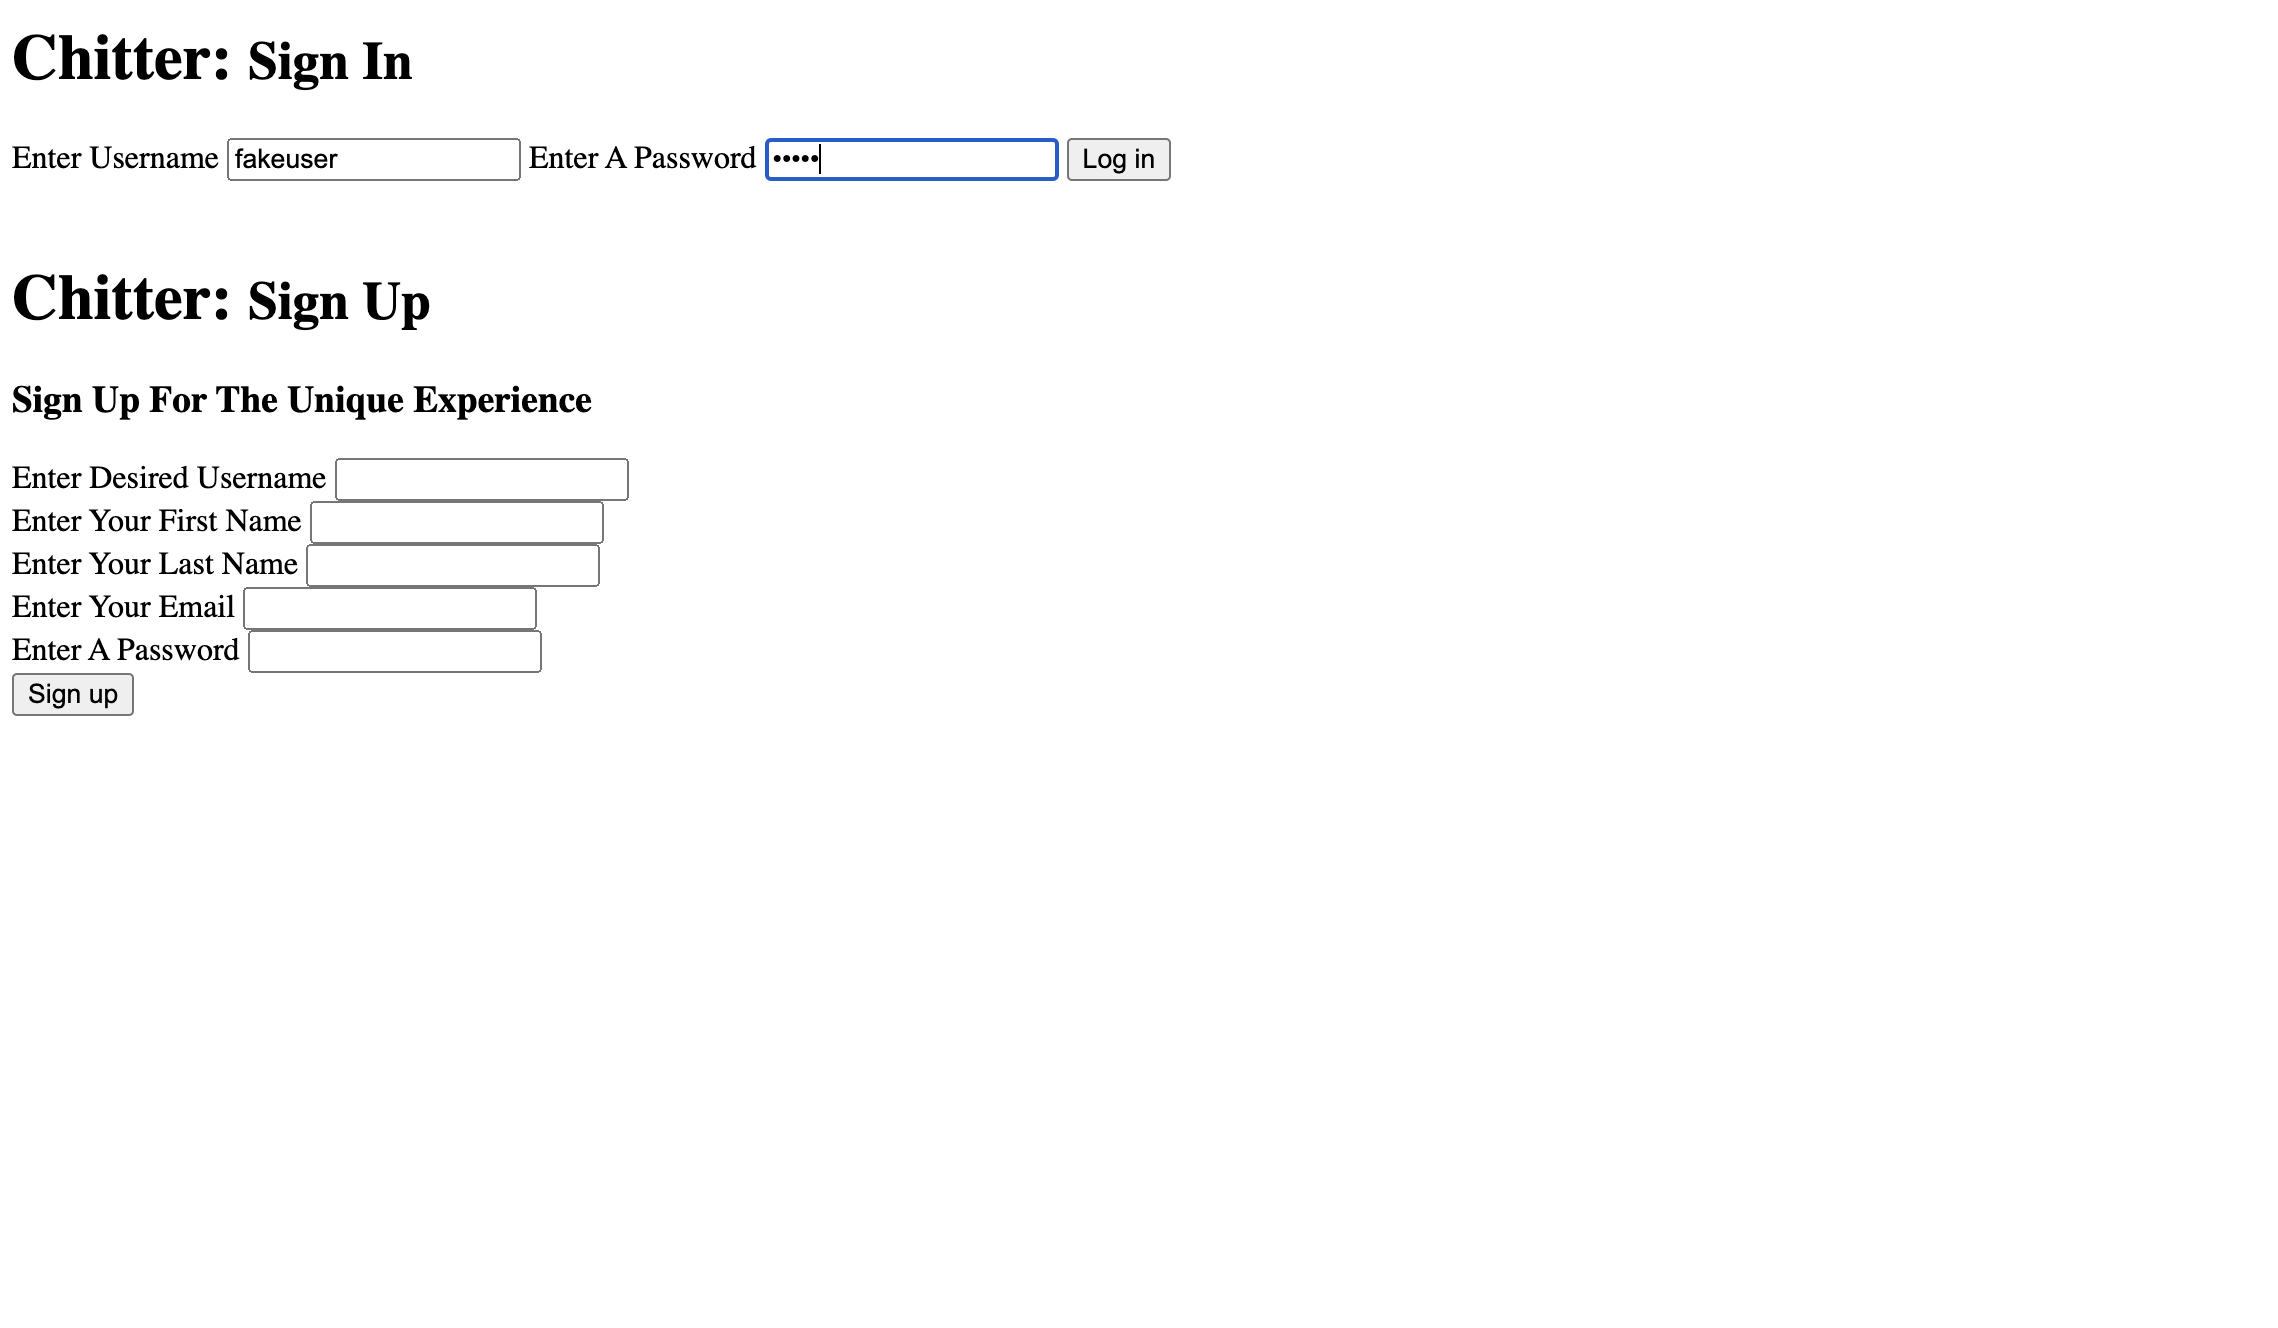 Chitter: Sign In
Enter Username fakeuser Enter A Password ••••• Log in
Chitter: Sign Up
Sign Up For The Unique Experience
Enter Desired Username
Enter Your First Name
Enter Your Last Name
Enter Your Email
Enter A Password
Sign up